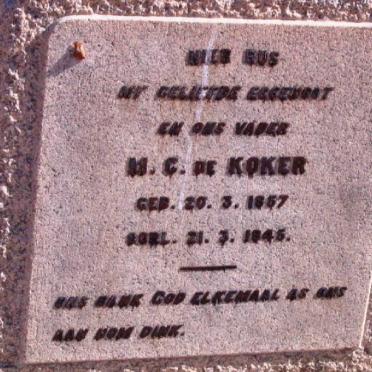 HIER RUS
MY GELIEFDE EGGENOOT
EN ONS VADER
M. C. DE KOKER
GEB. 20. 3. 1857
OORL. 21. 3. 1945.
ONS DANK GOD ELKEMAAL AS ONS
AAN HOM DINK.